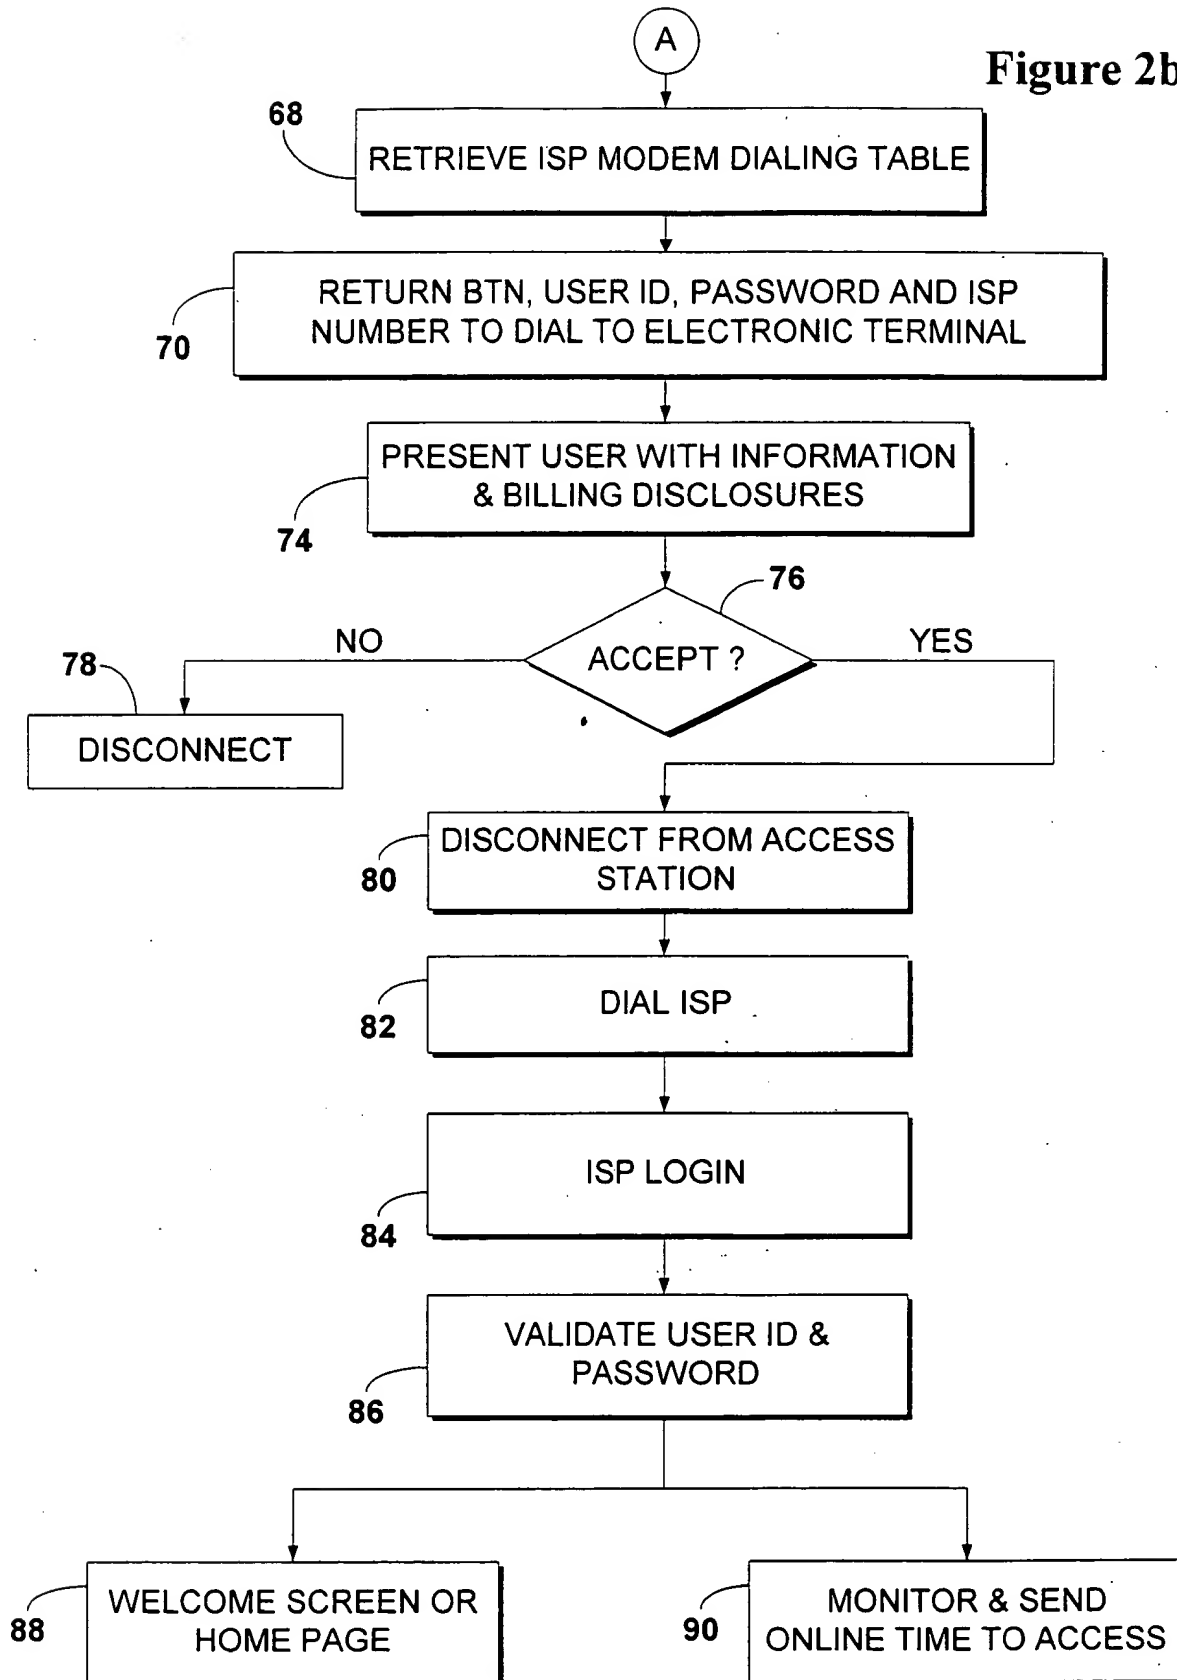 A
Figure 2b
68
RETRIEVE ISP MODEM DIALING TABLE
RETURN BTN, USER ID, PASSWORD AND ISP
NUMBER TO DIAL TO ELECTRONIC TERMINAL
70
PRESENT USER WITH INFORMATION
& BILLING DISCLOSURES
74
76
NO
ACCEPT ?
YES
78
DISCONNECT
DISCONNECT FROM ACCESS
STATION
80
DIAL ISP
82
ISP LOGIN
84
VALIDATE USER ID &
PASSWORD
86
WELCOME SCREEN OR
HOME PAGE
88
MONITOR & SEND
ONLINE TIME TO ACCESS
90